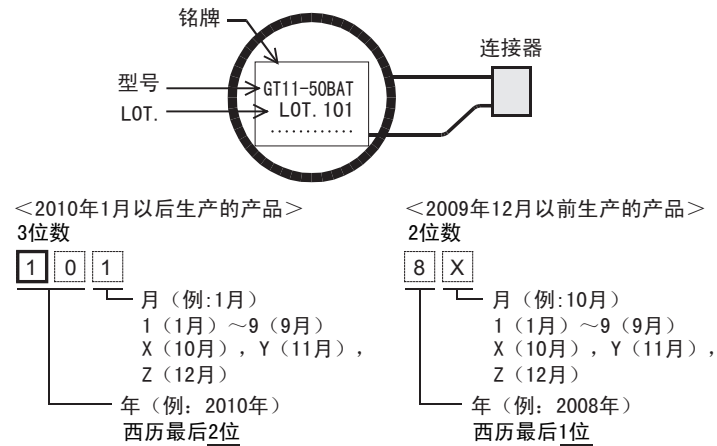 铭牌
连接器
型号
GT11-50BAT
LOT.
LOT.101
............
＜2010年1月以后生产的产品＞
3位数
1 0 1
月（例:1月）
1（1月）～9（9月）
X（10月），Y（11月），
Z（12月）
年（例：2010年）
西历最后2位
＜2009年12月以前生产的产品＞
2位数
8 X
月（例:10月）
1（1月）～9（9月）
X（10月），Y（11月），
Z（12月）
年（例：2008年）
西历最后1位